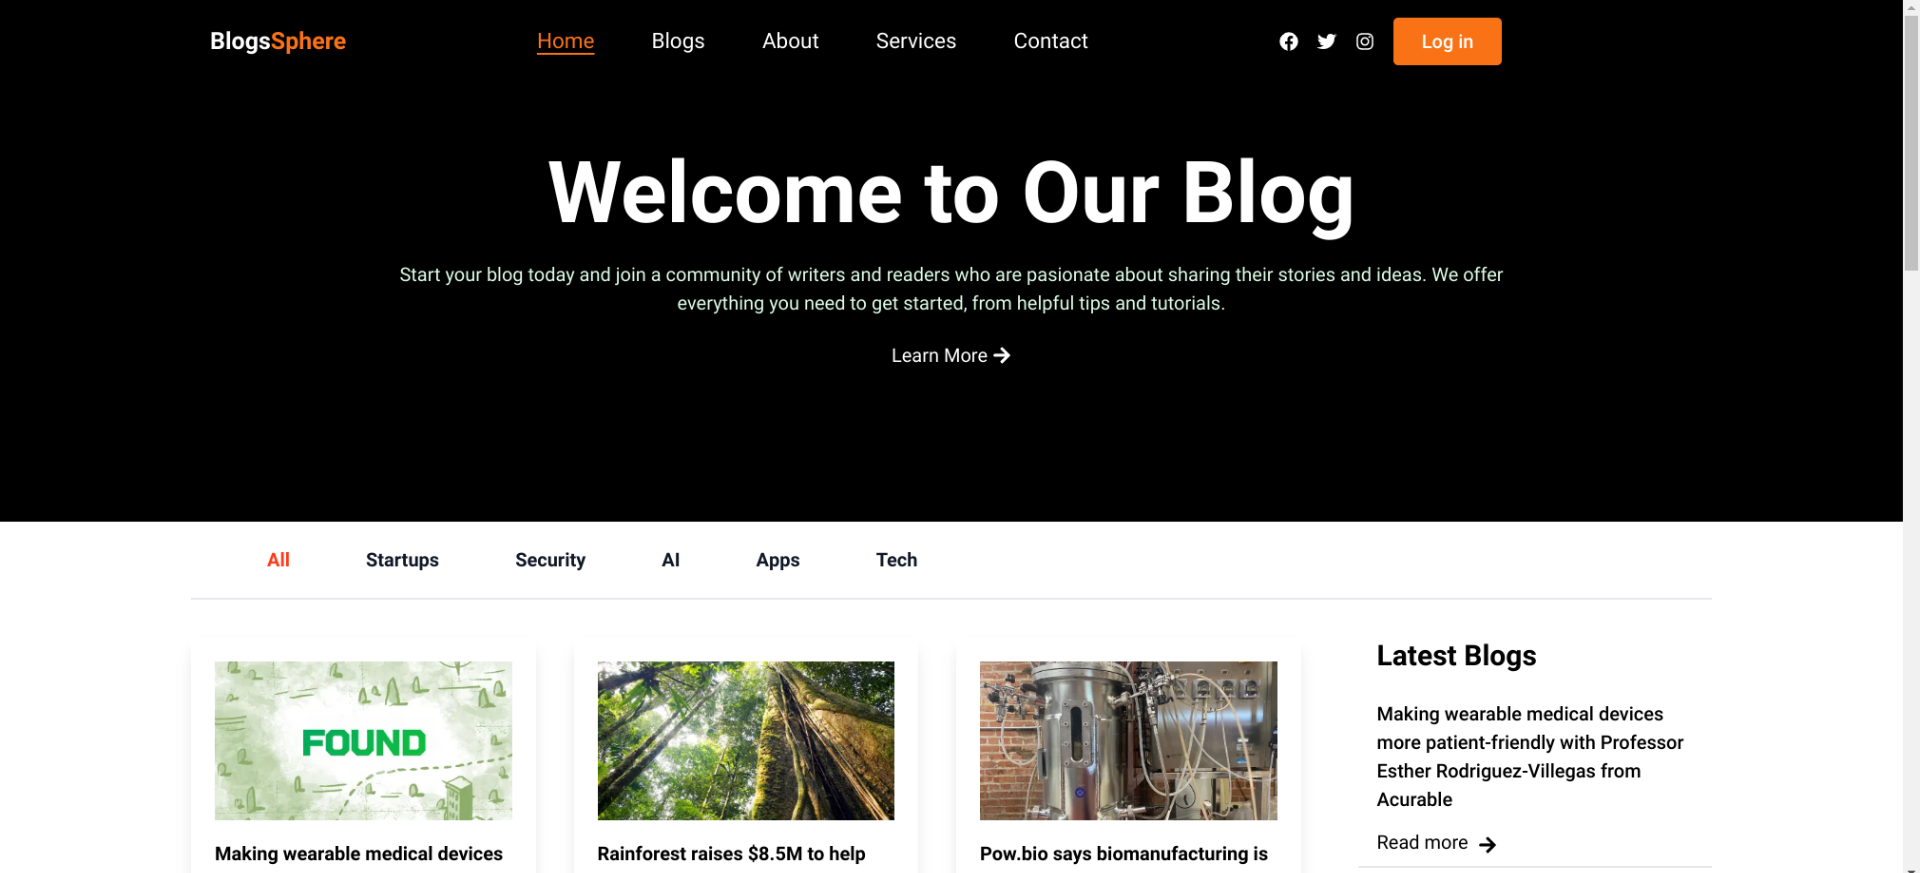 BlogsSphere Home Blogs About Services Contact Log in
Welcome to Our Blog
Start your blog today and join a community of writers and readers who are pasionate about sharing their stories and ideas. We offer
everything you need to get started, from helpful tips and tutorials.
Learn More
All Startups Security AI Apps Tech
FOUND
Making wearable medical devices
Rainforest raises $8.5M to help
Pow.bio says biomanufacturing is
Latest Blogs
Making wearable medical devices
more patient-friendly with Professor
Esther Rodriguez-Villegas from
Acurable
Read more